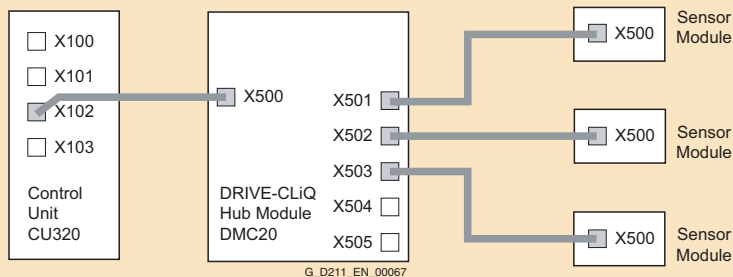 X100
X101
X102
X103
Control
Unit
CU320
X500
X501
X502
X503
X504
X505
DRIVE-CLiQ
Hub Module
DMC20
X500
Sensor
Module
X500
Sensor
Module
X500
Sensor
Module
G_D211_EN_00067